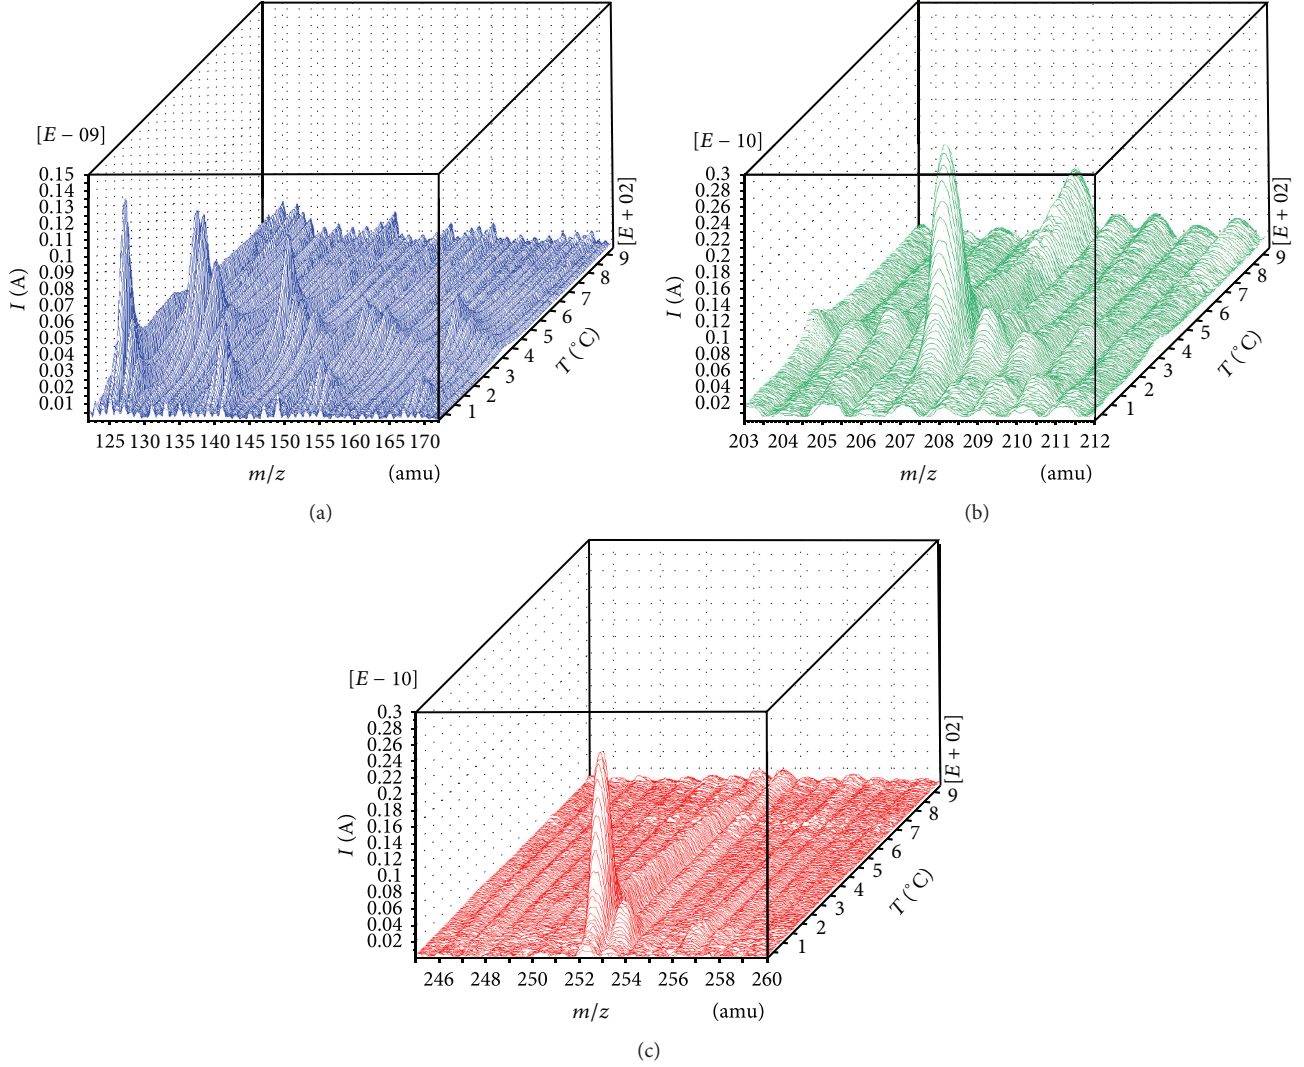 [E − 09]
0.15
0.14
0.13
0.12
0.11
0.1
0.09
0.08
0.07
0.06
0.05
0.04
0.03
0.02
0.01
I (A)
125 130 135 140 145 150 155 160 165 170
m/z (amu)
1 2 3 4 5 6 7 8 9
T (°C)
[E + 02]
(a)
[E − 10]
0.3
0.28
0.26
0.24
0.22
0.2
0.18
0.16
0.14
0.12
0.1
0.08
0.06
0.04
0.02
I (A)
203 204 205 206 207 208 209 210 211 212
m/z (amu)
1 2 3 4 5 6 7 8 9
T (°C)
[E + 02]
(b)
[E − 10]
0.3
0.28
0.26
0.24
0.22
0.2
0.18
0.16
0.14
0.12
0.1
0.08
0.06
0.04
0.02
I (A)
246 248 250 252 254 256 258 260
m/z (amu)
1 2 3 4 5 6 7 8 9
T (°C)
[E + 02]
(c)